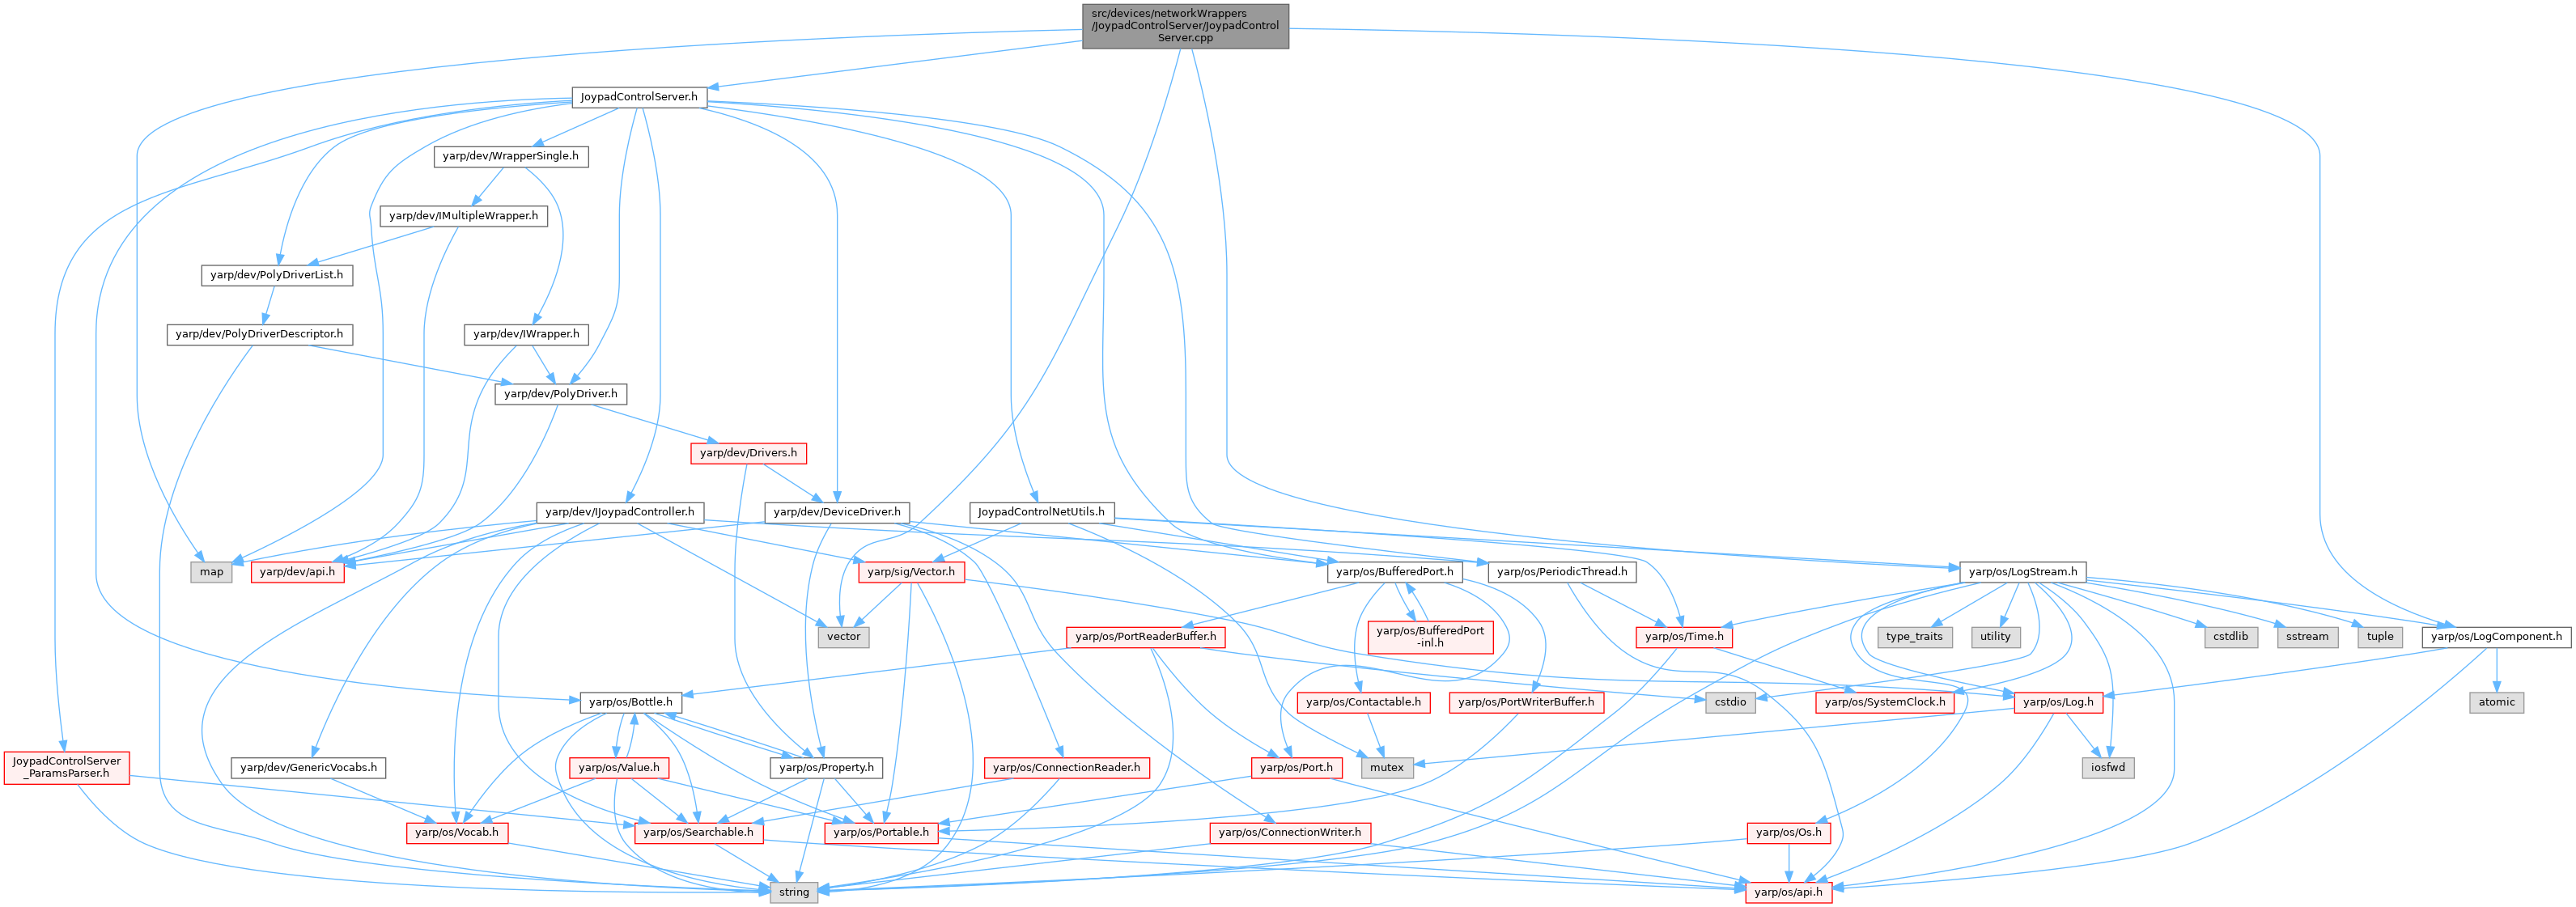 src/devices/networkWrappers
/JoypadControlServer/JoypadControl
Server.cpp
JoypadControlServer.h
yarp/dev/WrapperSingle.h
yarp/dev/IMultipleWrapper.h
yarp/dev/PolyDriverList.h
yarp/dev/PolyDriverDescriptor.h
yarp/dev/IWrapper.h
yarp/dev/PolyDriver.h
yarp/dev/Drivers.h
yarp/dev/IJoypadController.h
yarp/dev/DeviceDriver.h
JoypadControlNetUtils.h
map
yarp/dev/api.h
yarp/sig/Vector.h
yarp/os/BufferedPort.h
yarp/os/PeriodicThread.h
yarp/os/LogStream.h
vector
yarp/os/PortReaderBuffer.h
yarp/os/BufferedPort
-inl.h
yarp/os/Time.h
type_traits
utility
cstdlib
sstream
tuple
yarp/os/LogComponent.h
yarp/os/Bottle.h
yarp/os/Contactable.h
yarp/os/PortWriterBuffer.h
cstdio
yarp/os/SystemClock.h
yarp/os/Log.h
atomic
JoypadControlServer
_ParamsParser.h
yarp/dev/GenericVocabs.h
yarp/os/Value.h
yarp/os/Property.h
yarp/os/ConnectionReader.h
yarp/os/Port.h
mutex
iosfwd
yarp/os/Vocab.h
yarp/os/Searchable.h
yarp/os/Portable.h
yarp/os/ConnectionWriter.h
yarp/os/Os.h
string
yarp/os/api.h